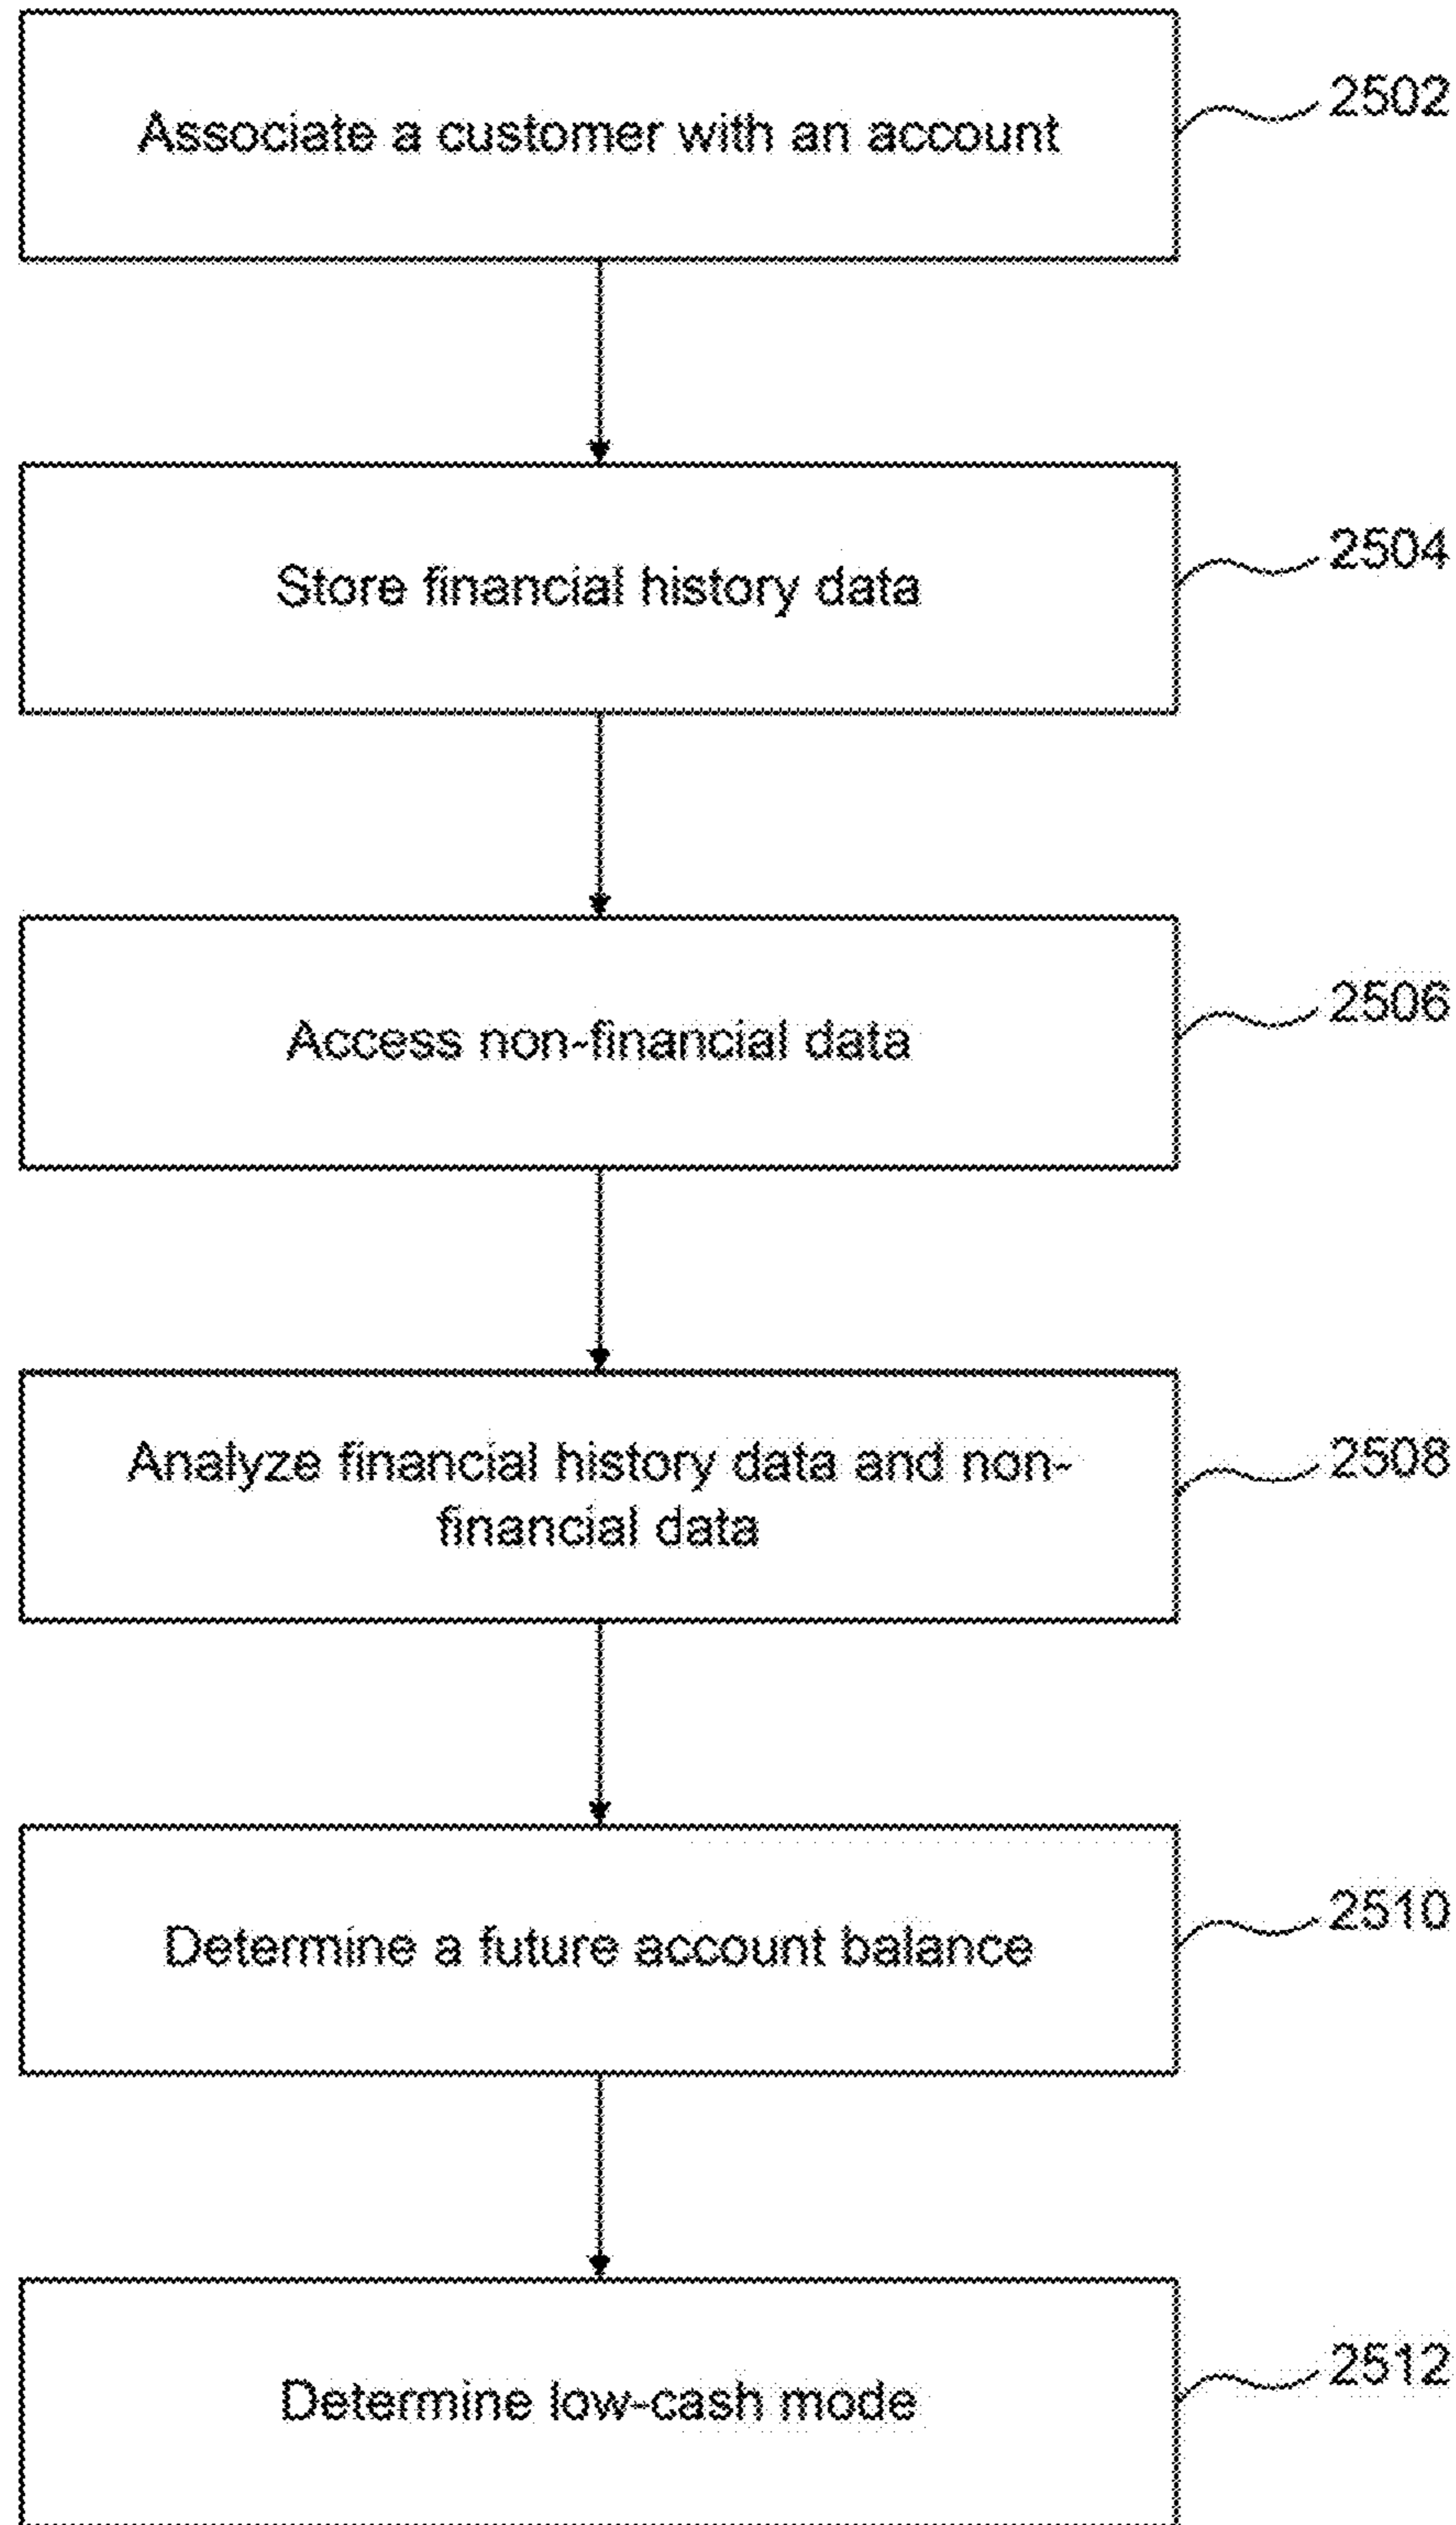 Associate a customer with an account
2502
Store financial history data
2504
Access non-financial data
2506
Analyze financial history data and non-
financial data
2508
Determine a future account balance
2510
Determine low-cash mode
2512